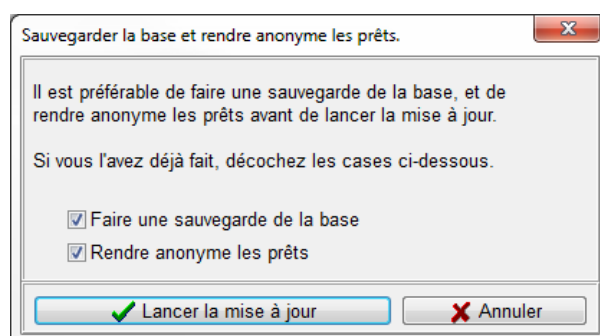 Sauvegarder la base et rendre anonyme les prêts.
Il est préférable de faire une sauvegarde de la base, et de
rendre anonyme les prêts avant de lancer la mise à jour.
Si vous l'avez déjà fait, décochez les cases ci-dessous.
Faire une sauvegarde de la base
Rendre anonyme les prêts
Lancer la mise à jour
Annuler